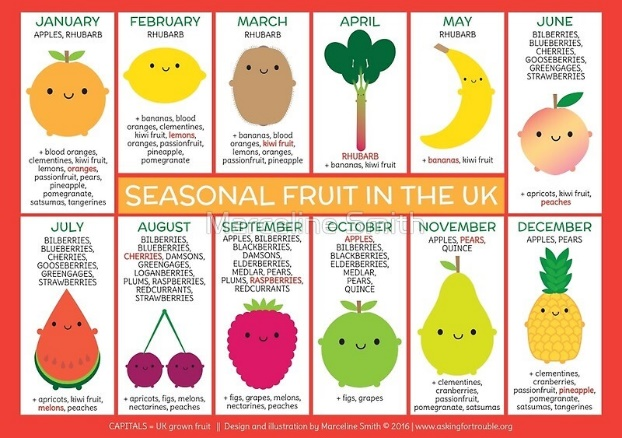 JANUARY
APPLES, RHUBARB
+ blood oranges,
clementines, kiwi fruit,
lemons, oranges,
passionfruit, pears,
pineapple,
pomegranate,
satsumas, tangerines
FEBRUARY
RHUBARB
+ bananas, blood
oranges, clementines,
kiwi fruit, lemons,
oranges, passionfruit,
pineapple,
pomegranate
MARCH
RHUBARB
+ bananas, blood
oranges, kiwi fruit,
lemons, oranges,
passionfruit, pineapple
APRIL
RHUBARB
+ bananas, kiwi fruit
MAY
RHUBARB
+ bananas, kiwi fruit
JUNE
BILBERRIES,
BLUEBERRIES,
CHERRIES,
GOOSEBERRIES,
GREENGAGES,
STRAWBERRIES
+ apricots, kiwi fruit,
peaches
SEASONAL FRUIT IN THE UK
Marceline Smith
JULY
BILBERRIES,
BLUEBERRIES,
CHERRIES,
GOOSEBERRIES,
GREENGAGES,
STRAWBERRIES
+ apricots, kiwi fruit,
melons, peaches
AUGUST
BILBERRIES,
BLUEBERRIES,
CHERRIES, DAMSONS,
GREENGAGES,
LOGANBERRIES,
PLUMS, RASPBERRIES,
REDCURRANTS,
STRAWBERRIES
+ apricots, figs, melons,
nectarines, peaches
SEPTEMBER
APPLES, BILBERRIES,
BLACKBERRIES,
DAMSONS,
ELDERBERRIES,
MEDLAR, PEARS,
PLUMS, RASPBERRIES,
REDCURRANTS
+ figs, grapes, melons,
nectarines, peaches
OCTOBER
APPLES,
BILBERRIES,
BLACKBERRIES,
ELDERBERRIES,
MEDLAR,
PEARS,
QUINCE
+ figs, grapes
NOVEMBER
APPLES, PEARS,
QUINCE
+ clementines,
cranberries,
passionfruit,
pomegranate, satsumas
DECEMBER
APPLES, PEARS
+ clementines,
cranberries,
passionfruit, pineapple,
pomegranate,
satsumas, tangerines
CAPITALS = UK grown fruit || Design and illustration by Marceline Smith © 2016 | www.askingfortrouble.org